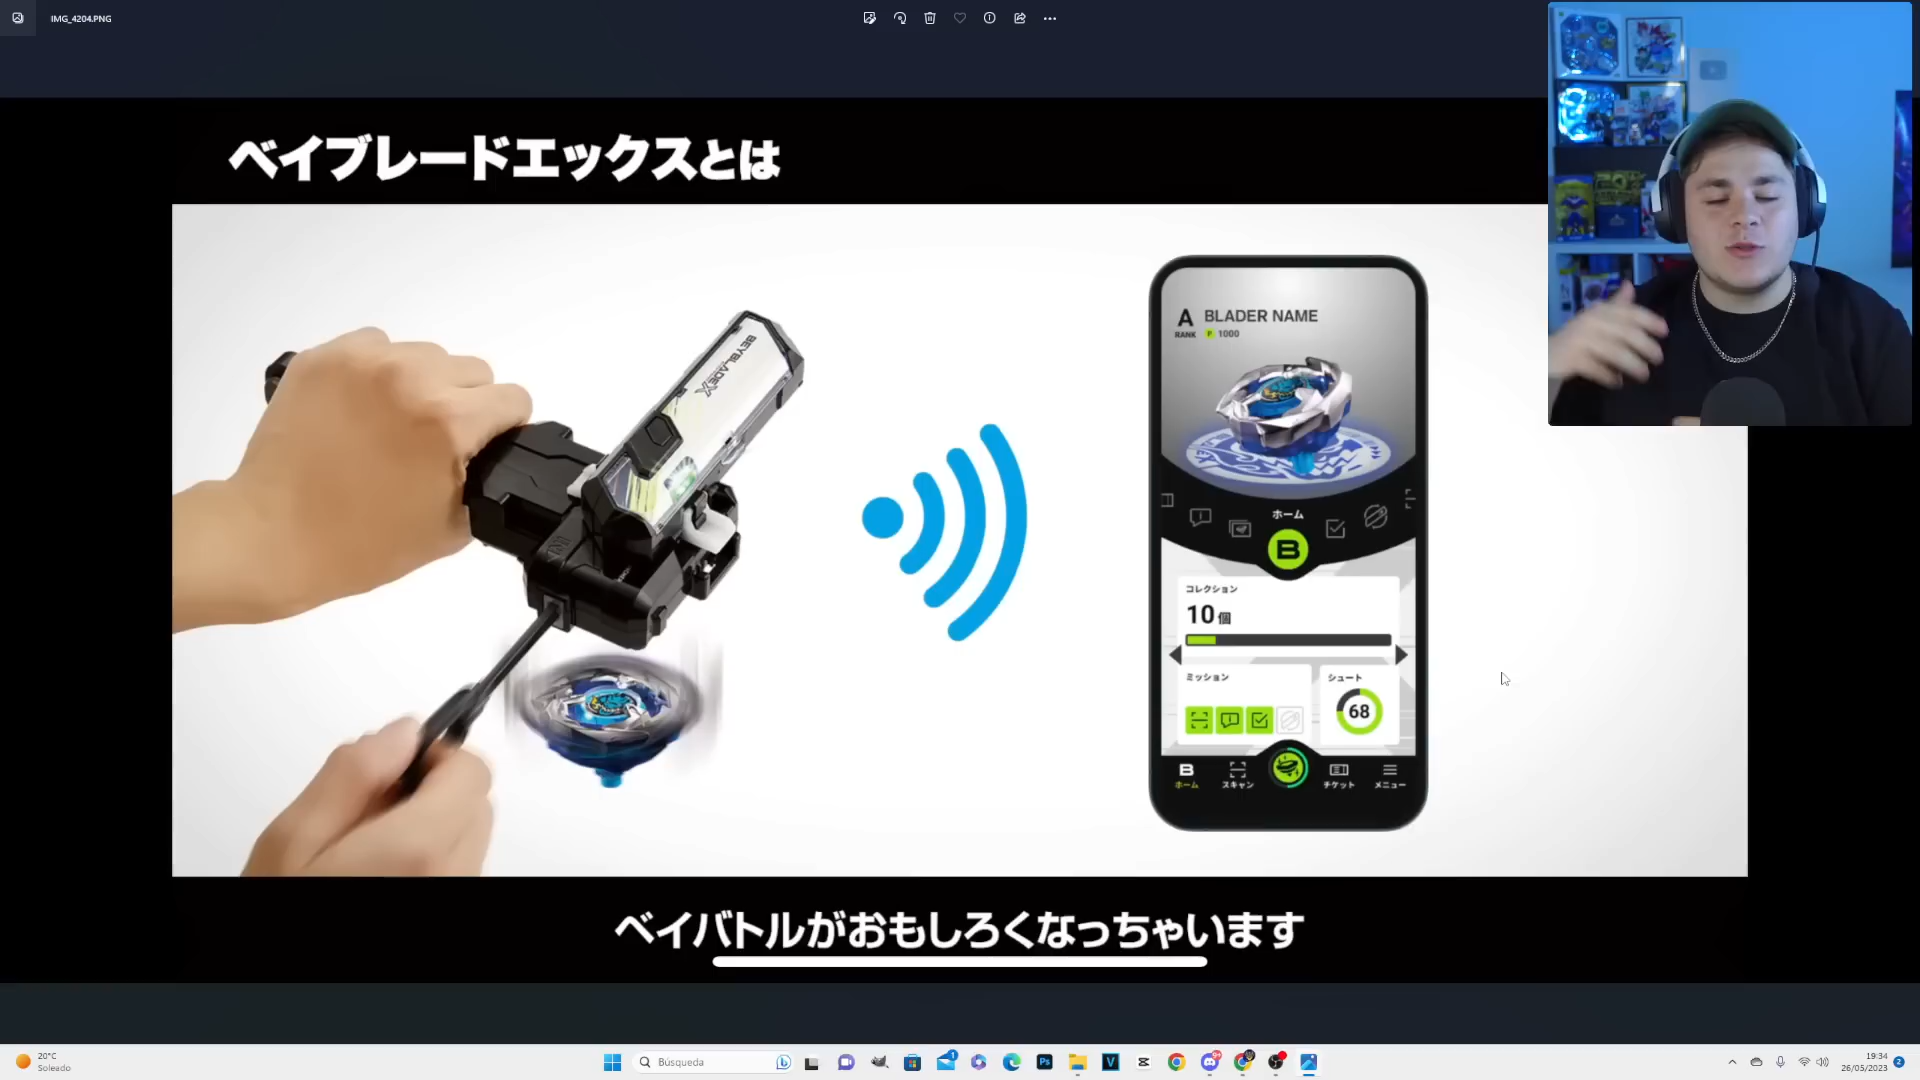 IMG_4204.PNG
ベイブレードエックスとは
BEYBLADE X
A
RANK
BLADER NAME
P 1000
ホーム
B
コレクション
10個
ミッション
シュート
68
B
ホーム
スキャン
チケット
メニュー
ベイバトルがおもしろくなっちゃいます
20°C
Soleado
Búsqueda
1
Ps
V
19:34
26/05/2023
2